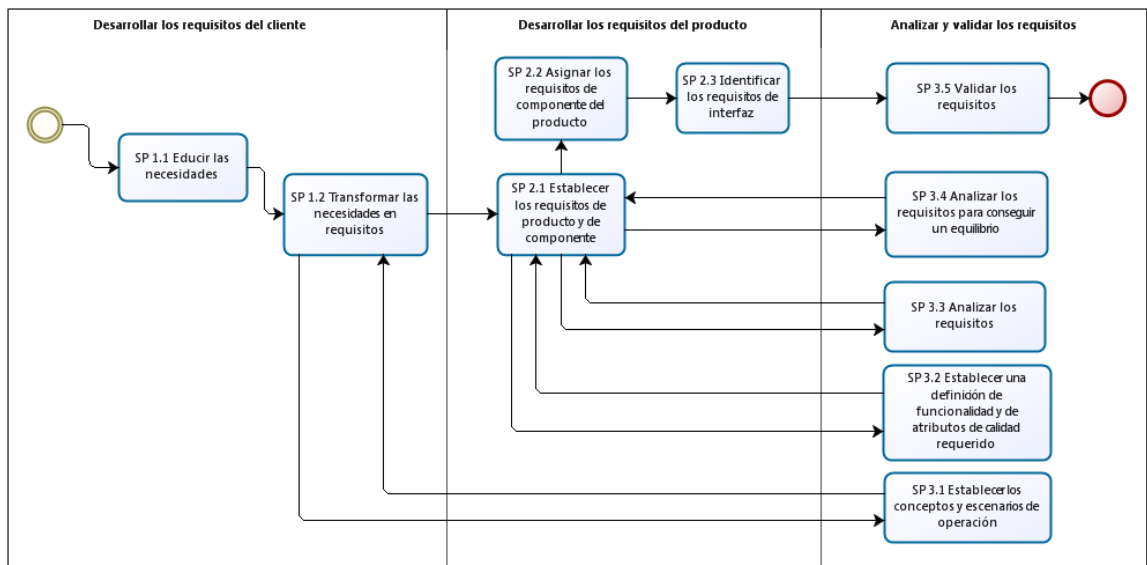 Desarrollar los requisitos del cliente
Desarrollar los requisitos del producto
Analizar y validar los requisitos
SP 1.1 Educir las
necesidades
SP 1.2 Transformar las
necesidades en
requisitos
SP 2.2 Asignar los
requisitos de
componente del
producto
SP 2.3 Identificar
los requisitos de
interfaz
SP 2.1 Establecer
los requisitos de
producto y de
componente
SP 3.5 Validar los
requisitos
SP 3.4 Analizar los
requisitos para conseguir
un equilibrio
SP 3.3 Analizar los
requisitos
SP 3.2 Establecer una
definición de
funcionalidad y de
atributos de calidad
requerido
SP 3.1 Establecer los
conceptos y escenarios de
operación